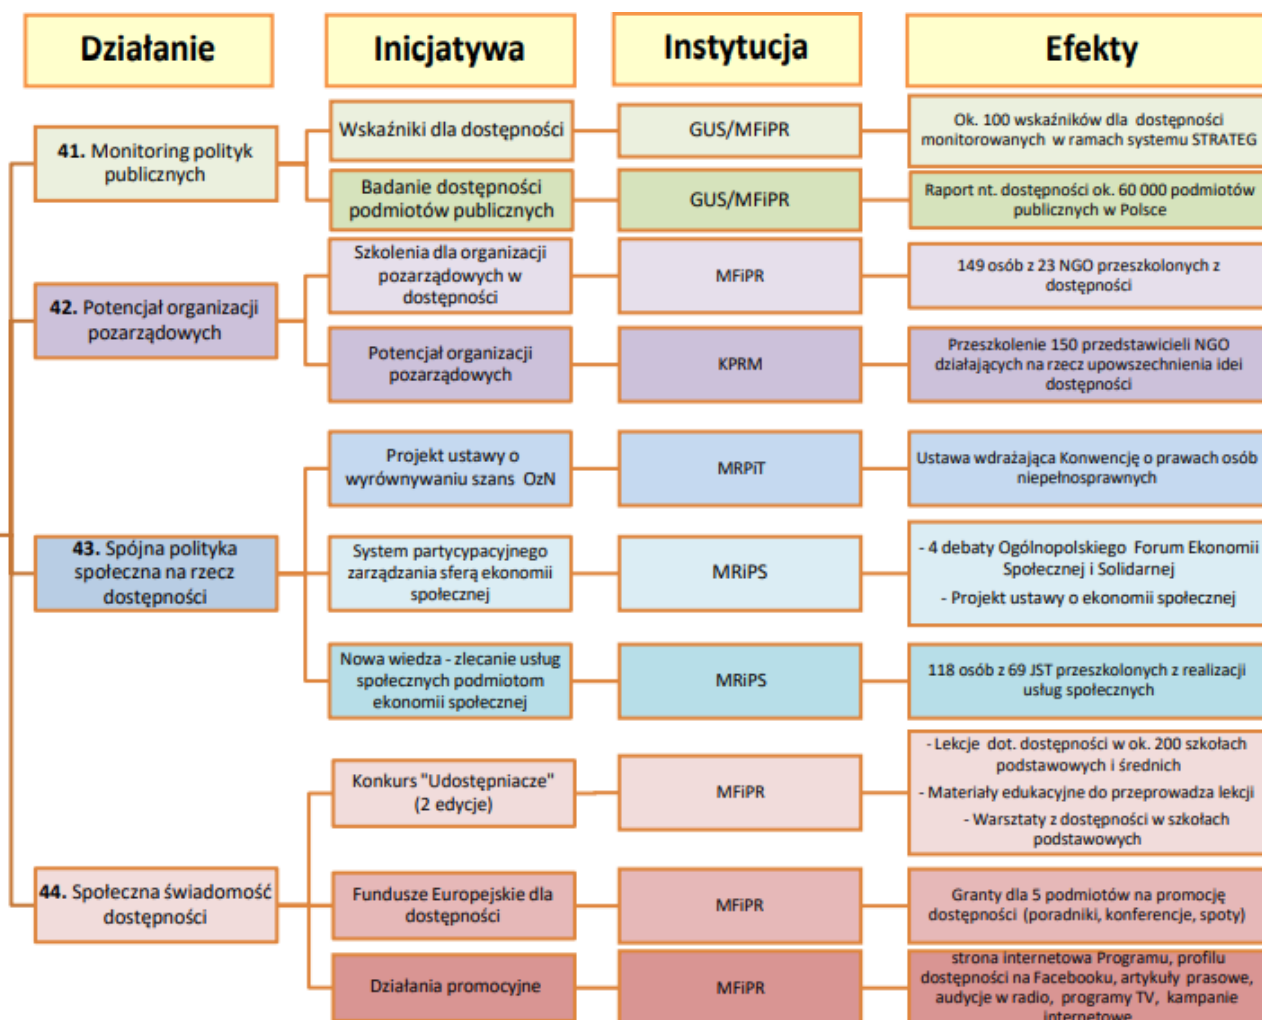 Działanie
Inicjatywa
Instytucja
Efekty
41. Monitoring polityk
publicznych
Wskaźniki dla dostępności
GUS/MFiPR
Ok. 100 wskaźników dla dostępności
monitorowanych w ramach systemu STRATEG
Badanie dostępności
podmiotów publicznych
GUS/MFiPR
Raport nt. dostępności ok. 60 000 podmiotów
publicznych w Polsce
42. Potencjał organizacji
pozarządowych
Szkolenia dla organizacji
pozarządowych w
dostępności
MFiPR
149 osób z 23 NGO przeszkolonych z
dostępności
Potencjał organizacji
pozarządowych
KPRM
Przeszkolenie 150 przedstawicieli NGO
działających na rzecz upowszechnienia idei
dostępności
43. Spójna polityka
społeczna na rzecz
dostępności
Projekt ustawy o
wyrównywaniu szans OzN
MRPiT
Ustawa wdrażająca Konwencję o prawach osób
niepełnosprawnych
System partycypacyjnego
zarządzania sferą ekonomii
społecznej
MRiPS
- 4 debaty Ogólnopolskiego Forum Ekonomii
Społecznej i Solidarnej
- Projekt ustawy o ekonomii społecznej
Nowa wiedza - zlecanie usług
społecznych podmiotom
ekonomii społecznej
MRiPS
118 osób z 69 JST przeszkolonych z realizacji
usług społecznych
44. Społeczna świadomość
dostępności
Konkurs "Udostępniacze"
(2 edycje)
MFiPR
- Lekcje dot. dostępności w ok. 200 szkołach
podstawowych i średnich
- Materiały edukacyjne do przeprowadza lekcji
- Warsztaty z dostępności w szkołach
podstawowych
Fundusze Europejskie dla
dostępności
MFiPR
Granty dla 5 podmiotów na promocję
dostępności (poradniki, konferencje, spoty)
Działania promocyjne
MFiPR
strona internetowa Programu, profilu
dostępności na Facebooku, artykuły prasowe,
audycje w radio, programy TV, kampanie
internetowe